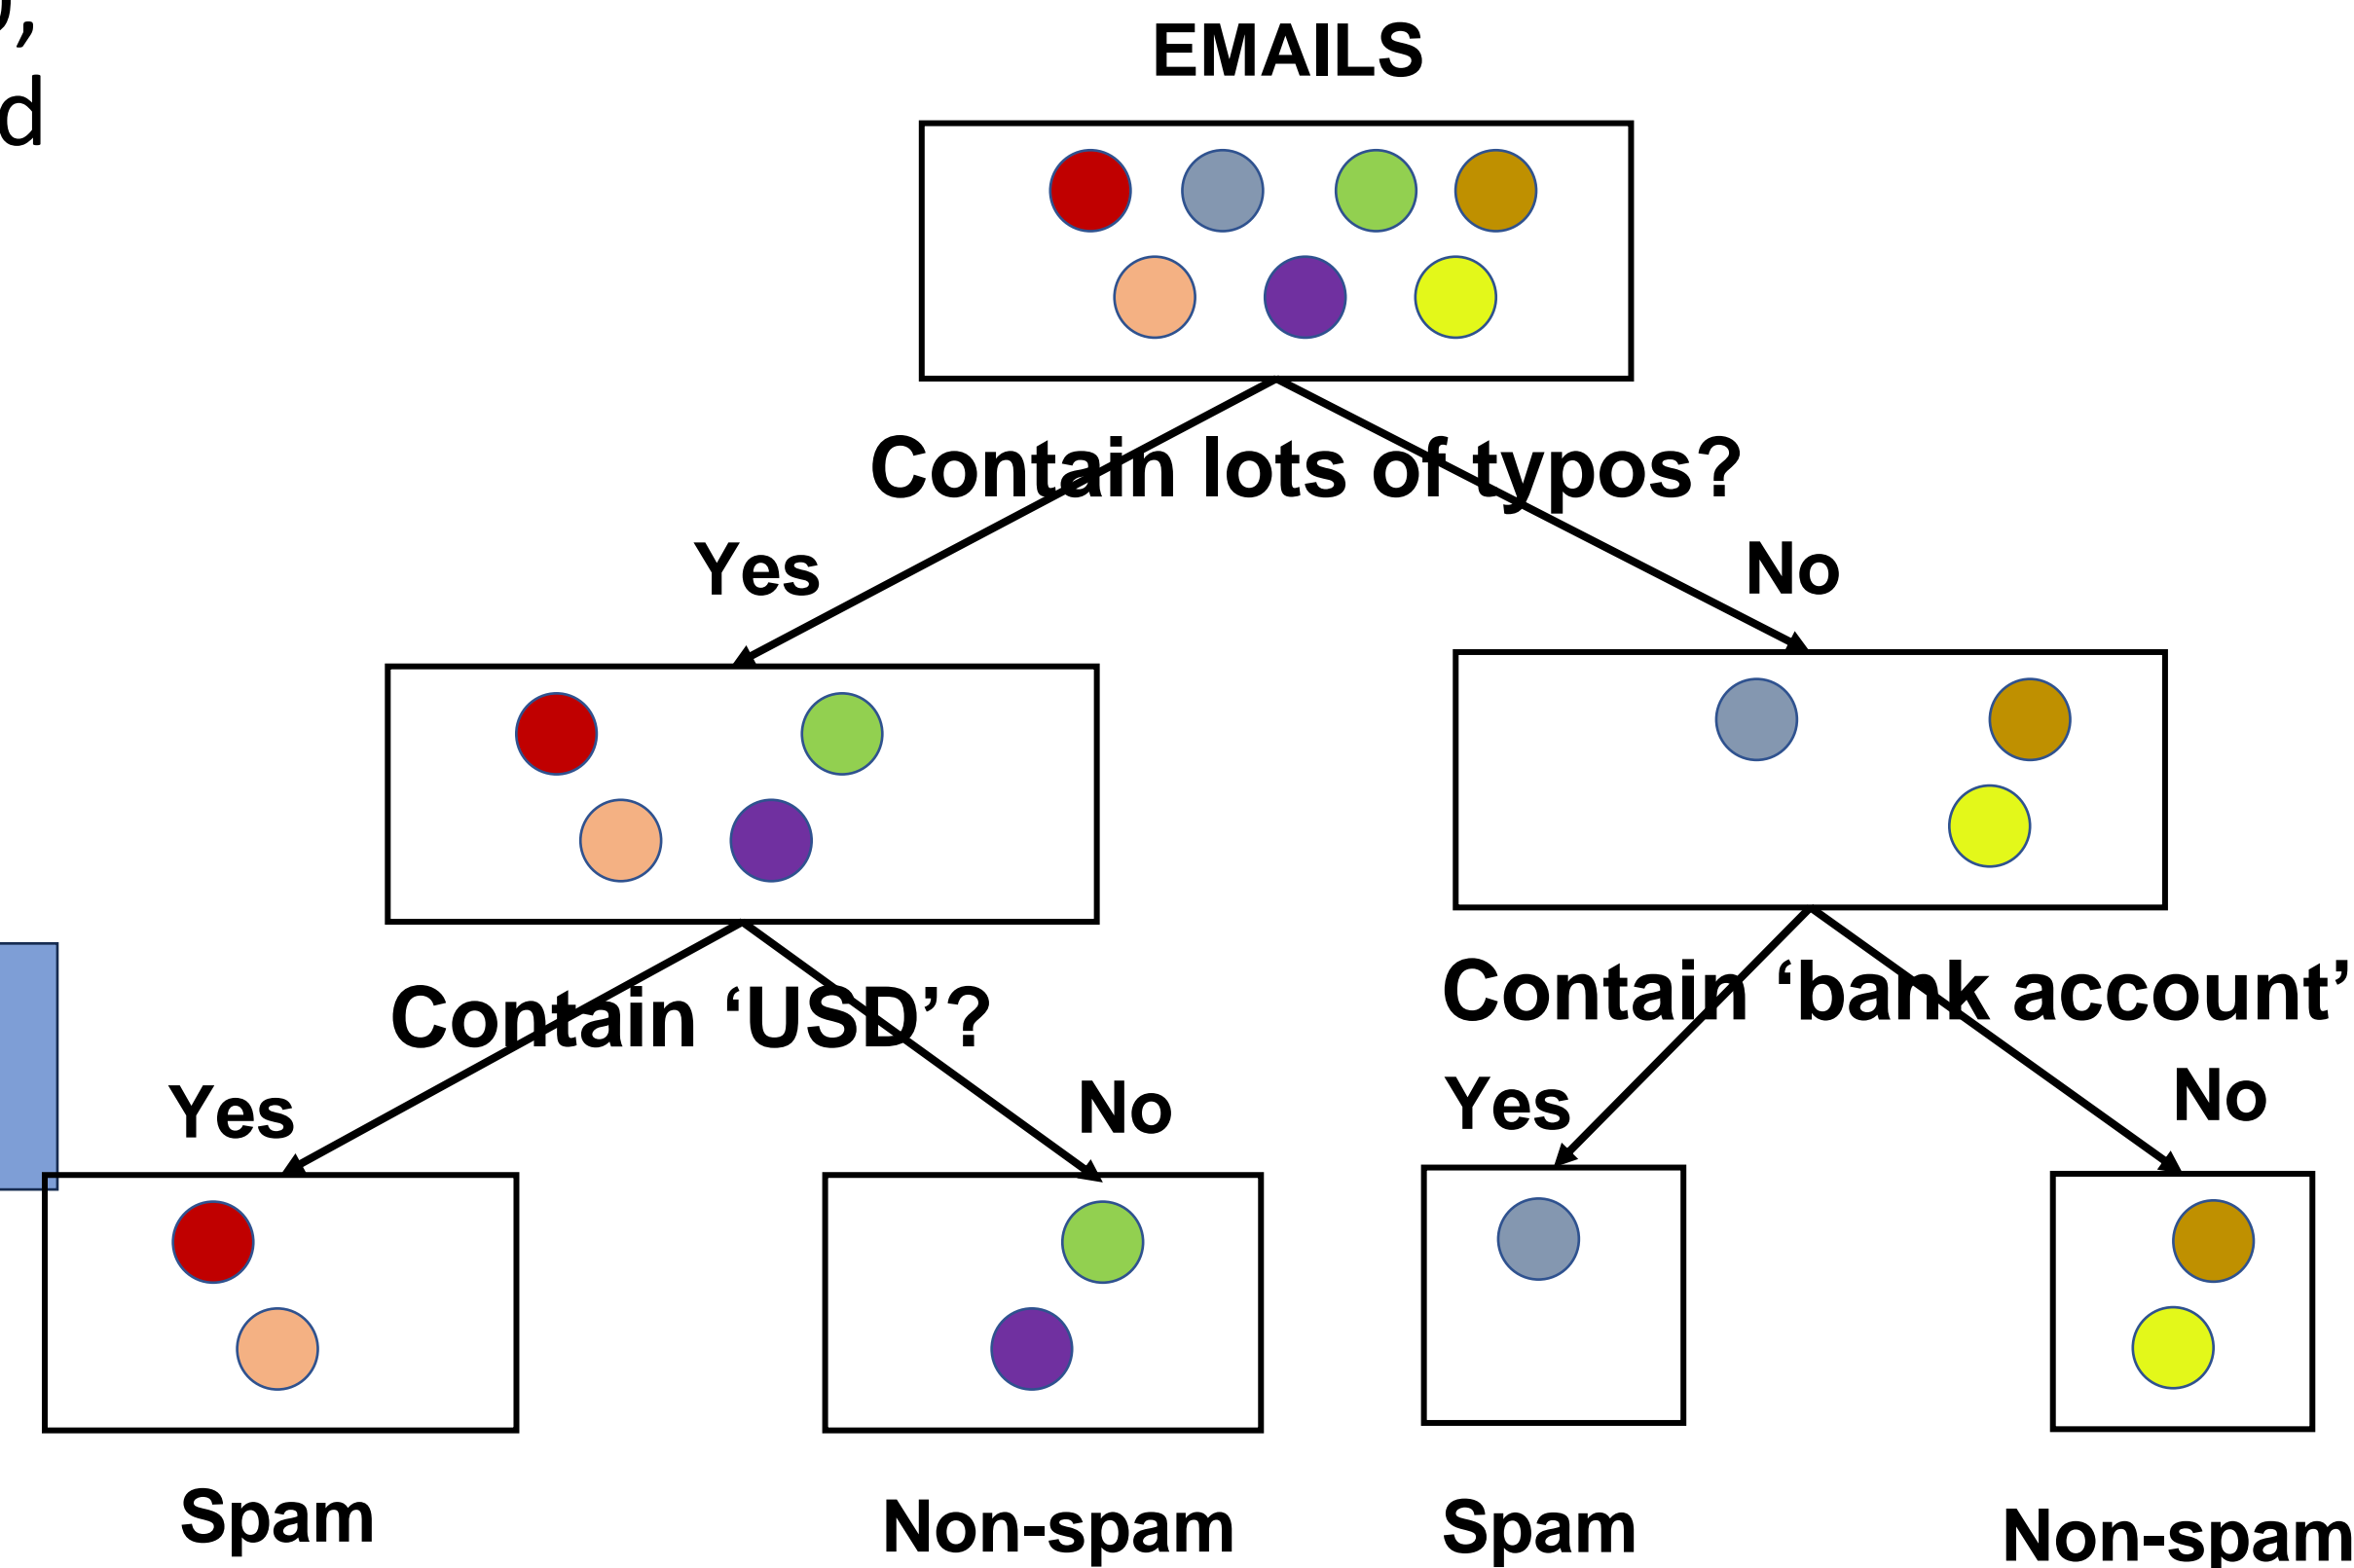 EMAILS
d
Contain lots of typos?
Yes
No
Contain ‘USD’?
Contain ‘bank account’
Yes
No
Yes
No
Spam
Non-spam
Spam
Non-spam